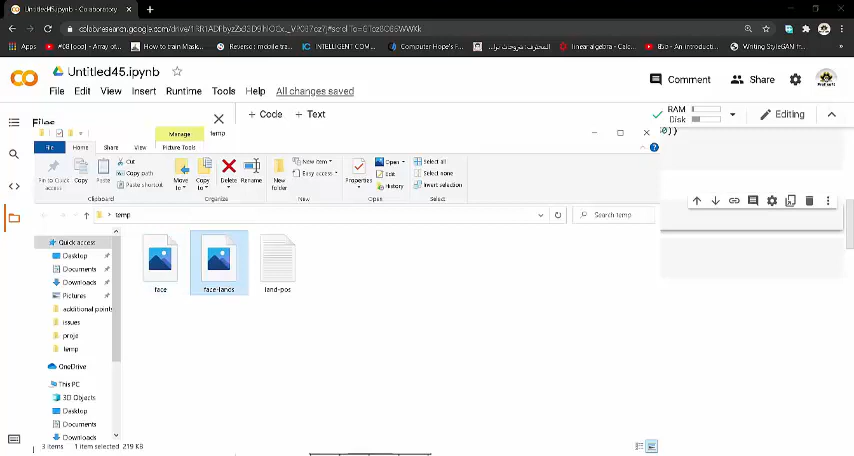 Untitled45.ipynb - Colaboratory
Apps
How to train Mask...
INTELLIGENT COM...
Computer Hope's F...
linear algebra - Calc...
Writing StyleGAN f...
Untitled45.ipynb
Comment
Share
File Edit View Insert Runtime Tools Help All changes saved
+ Code + Text
RAM
Disk
Editing
Files
Manage
temp
File Home Share View Picture Tools
Pin to Quick access
Copy
Paste
Cut
Copy path
Paste shortcut
Move to
Copy to
Delete
Rename
New folder
New item
Easy access
Properties
Open
Edit
History
Select all
Select none
Invert selection
Clipboard
Organize
New
Open
Select
temp
Search temp
Quick access
Desktop
Documents
Downloads
Pictures
additional points
issues
proje
temp
OneDrive
This PC
3D Objects
Desktop
Documents
Downloads
face
face-lands
land-pos
3 items 1 item selected 219 KB